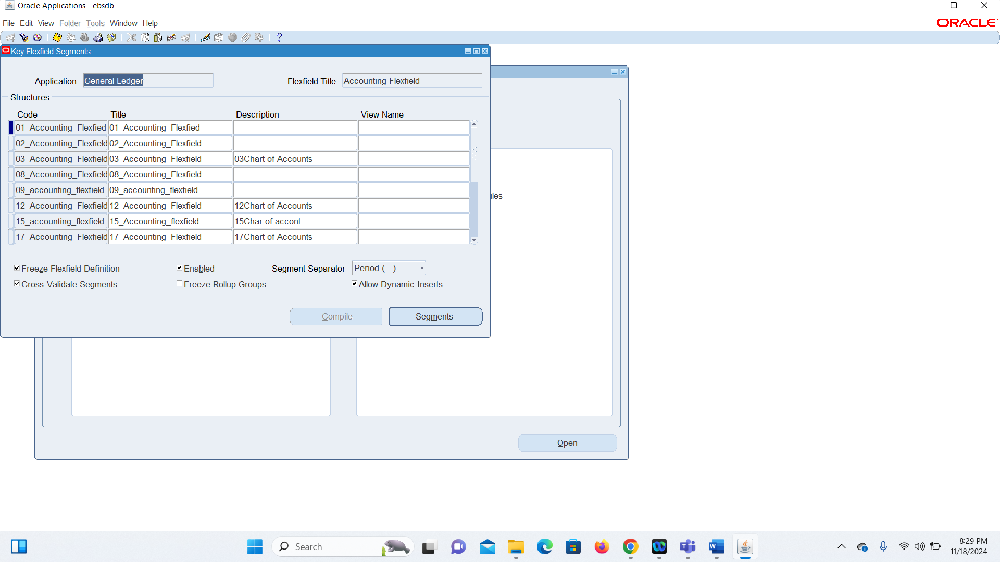 Oracle Applications - ebsdb
File Edit View Folder Tools Window Help
ORACLE
Key Flexfield Segments
Application General Ledger Flexfield Title Accounting Flexfield
Structures
Code Title Description View Name
01_Accounting_Flexfied 01_Accounting_Flexfied
02_Accounting_Flexfield 02_Accounting_Flexfield
03_Accounting_Flexfield 03_Accounting_Flexfield 03Chart of Accounts
08_Accounting_Flexfield 08_Accounting_Flexfield
09_accounting_flexfield 09_accounting_flexfield
ules
12_Accounting_Flexfield 12_Accounting_Flexfield 12Chart of Accounts
15_accounting_flexfield 15_Accounting_flexfield 15Char of accont
17_Accounting_Flexfield 17_Accounting_Flexfield 17Chart of Accounts
Freeze Flexfield Definition Enabled Segment Separator Period ( . )
Cross-Validate Segments Freeze Rollup Groups Allow Dynamic Inserts
Compile Segments
Open
Search
8:29 PM
11/18/2024